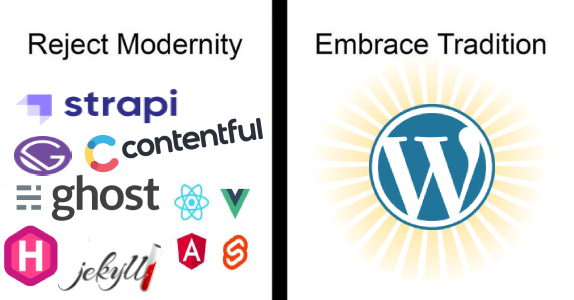 Reject Modernity
strapi
G
contentful
ghost
H
jekyll
A
Embrace Tradition
W